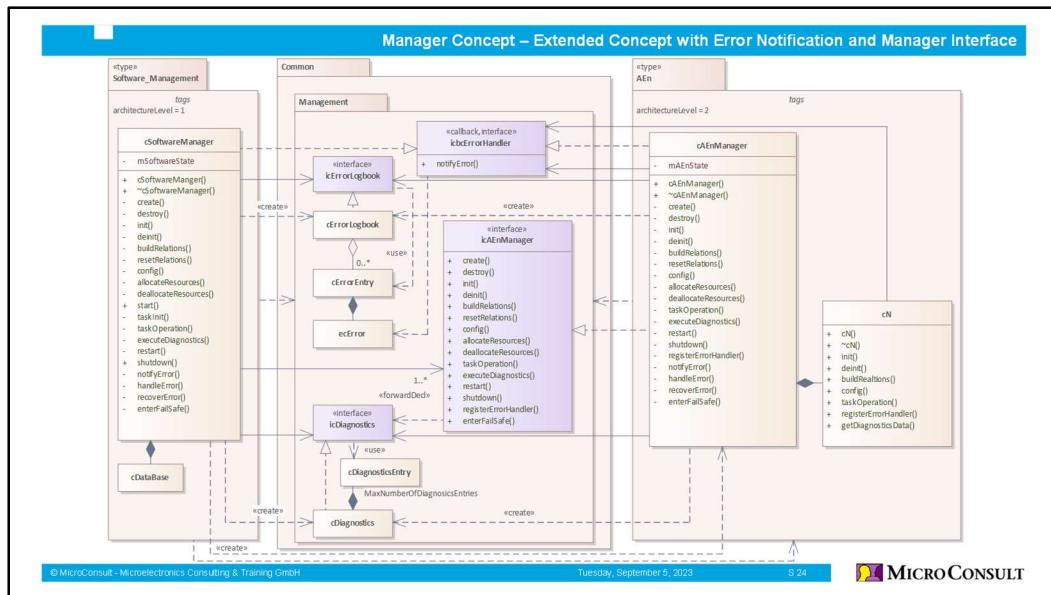 Manager Concept – Extended Concept with Error Notification and Manager Interface
«type»
Software_Management
tags
architectureLevel = 1
cSoftwareManager
- mSoftwareState
+ cSoftwareManger()
+ ~cSoftwareManager()
- create()
- destroy()
- init()
- deinit()
- buildRelations()
- resetRelations()
- config()
- allocateResources()
- deallocateResources()
+ start()
- taskInit()
- taskOperation()
- executeDiagnostics()
- restart()
+ shutdown()
- notifyError()
- handleError()
- recoverError()
- enterFailSafe()
cDataBase
«create»
«create»
«create»
Common
Management
«callback,interface»
icbcErrorHandler
+ notifyError()
«interface»
icErrorLogbook
cErrorLogbook
0..*
«use»
cErrorEntry
ecError
«create»
«interface»
icAEnManager
+ create()
+ destroy()
+ init()
+ deinit()
+ buildRelations()
+ resetRelations()
+ config()
+ allocateResources()
+ deallocateResources()
+ taskOperation()
+ executeDiagnostics()
+ restart()
+ shutdown()
+ registerErrorHandler()
+ enterFailSafe()
1..*
«forwardDecl»
«interface»
icDiagnostics
«use»
cDiagnosticsEntry
MaxNumberOfDiagnosicsEntries
cDiagnostics
«create»
«type»
AEn
tags
architectureLevel = 2
cAEnManager
- mAEnState
+ cAEnManager()
+ ~cAEnManager()
- create()
- destroy()
- init()
- deinit()
- buildRelations()
- resetRelations()
- config()
- allocateResources()
- deallocateResources()
- taskOperation()
- executeDiagnostics()
- restart()
- shutdown()
- registerErrorHandler()
- notifyError()
- handleError()
- recoverError()
- enterFailSafe()
cN
+ cN()
+ ~cN()
+ init()
+ deinit()
+ buildRealtions()
+ config()
+ taskOperation()
+ registerErrorHandler()
+ getDiagnosticsData()
© MicroConsult - Microelectronics Consulting & Training GmbH
Tuesday, September 5, 2023
S 24
MICROCONSULT